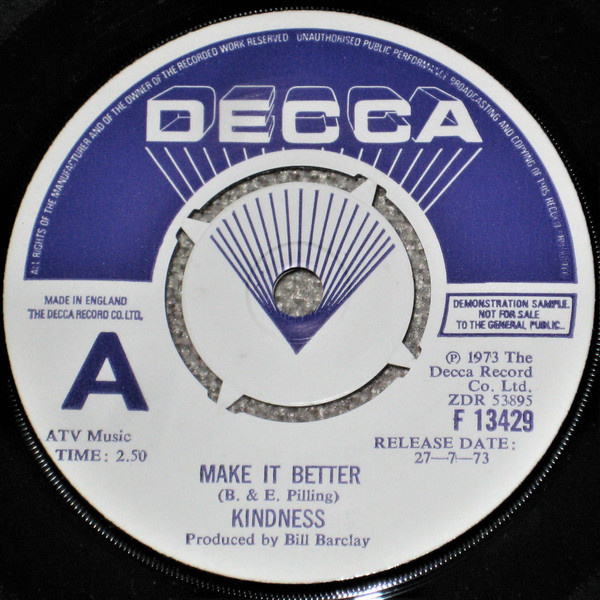 ALL RIGHTS OF THE MANUFACTURER AND OF THE OWNER OF THE RECORDED WORK RESERVED UNAUTHORISED PUBLIC PERFORMANCE BROADCASTING AND COPYING OF THIS RECORD
DECCA
MADE IN ENGLAND
THE DECCA RECORD CO. LTD.
A
ATV Music
TIME: 2.50
DEMONSTRATION SAMPLE.
NOT FOR SALE
TO THE GENERAL PUBLIC..
℗ 1973 The
Decca Record
Co. Ltd.
ZDR 53895
F 13429
RELEASE DATE:
27—7—73
MAKE IT BETTER
(B. & E. Pilling)
KINDNESS
Produced by Bill Barclay